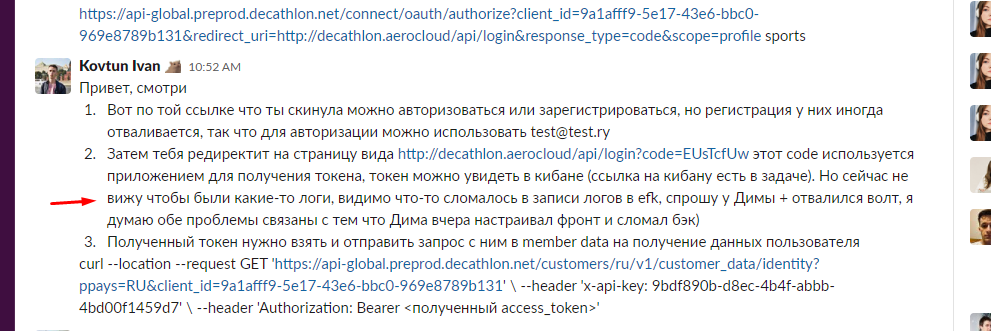 https://api-global.preprod.decathlon.net/connect/oauth/authorize?client_id=9a1afff9-5e17-43e6-bbc0-
969e8789b131&redirect_uri=http://decathlon.aerocloud/api/login&response_type=code&scope=profile sports
Kovtun Ivan 10:52 AM
Привет, смотри
1. Вот по той ссылке что ты скинула можно авторизоваться или зарегистрироваться, но регистрация у них иногда
отваливается, так что для авторизации можно использовать test@test.ry
2. Затем тебя редиректит на страницу вида http://decathlon.aerocloud/api/login?code=EUsTcfUw этот code используется
приложением для получения токена, токен можно увидеть в кибане (ссылка на кибану есть в задаче). Но сейчас не
вижу чтобы были какие-то логи, видимо что-то сломалось в записи логов в efk, спрошу у Димы + отвалился волт, я
думаю обе проблемы связаны с тем что Дима вчера настраивал фронт и сломал бэк)
3. Полученный токен нужно взять и отправить запрос с ним в member data на получение данных пользователя
curl --location --request GET 'https://api-global.preprod.decathlon.net/customers/ru/v1/customer_data/identity?
ppays=RU&client_id=9a1afff9-5e17-43e6-bbc0-969e8789b131' \ --header 'x-api-key: 9bdf890b-d8ec-4b4f-abbb-
4bd00f1459d7' \ --header 'Authorization: Bearer <полученный access_token>'